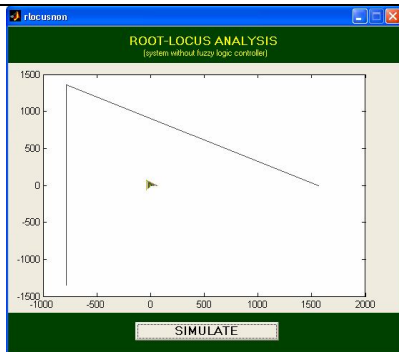 rlocusnon
ROOT-LOCUS ANALYSIS
(system without fuzzy logic controller)
1500
1000
500
0
-500
-1000
-1500
-1000 -500 0 500 1000 1500 2000
SIMULATE